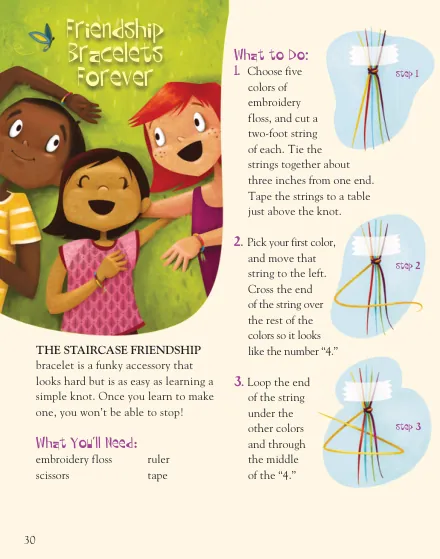 Friendship
Bracelets
Forever
THE STAIRCASE FRIENDSHIP
bracelet is a funky accessory that
looks hard but is as easy as learning a
simple knot. Once you learn to make
one, you won't be able to stop!
What You'll Need:
embroidery floss ruler
scissors tape
What to Do:
1. Choose five
colors of
embroidery
floss, and cut a
two-foot string
of each. Tie the
strings together about
three inches from one end.
Tape the strings to a table
just above the knot.
step 1
2. Pick your first color,
and move that
string to the left.
Cross the end
of the string over
the rest of the
colors so it looks
like the number “4.”
step 2
3. Loop the end
of the string
under the
other colors
and through
the middle
of the “4.”
step 3
30